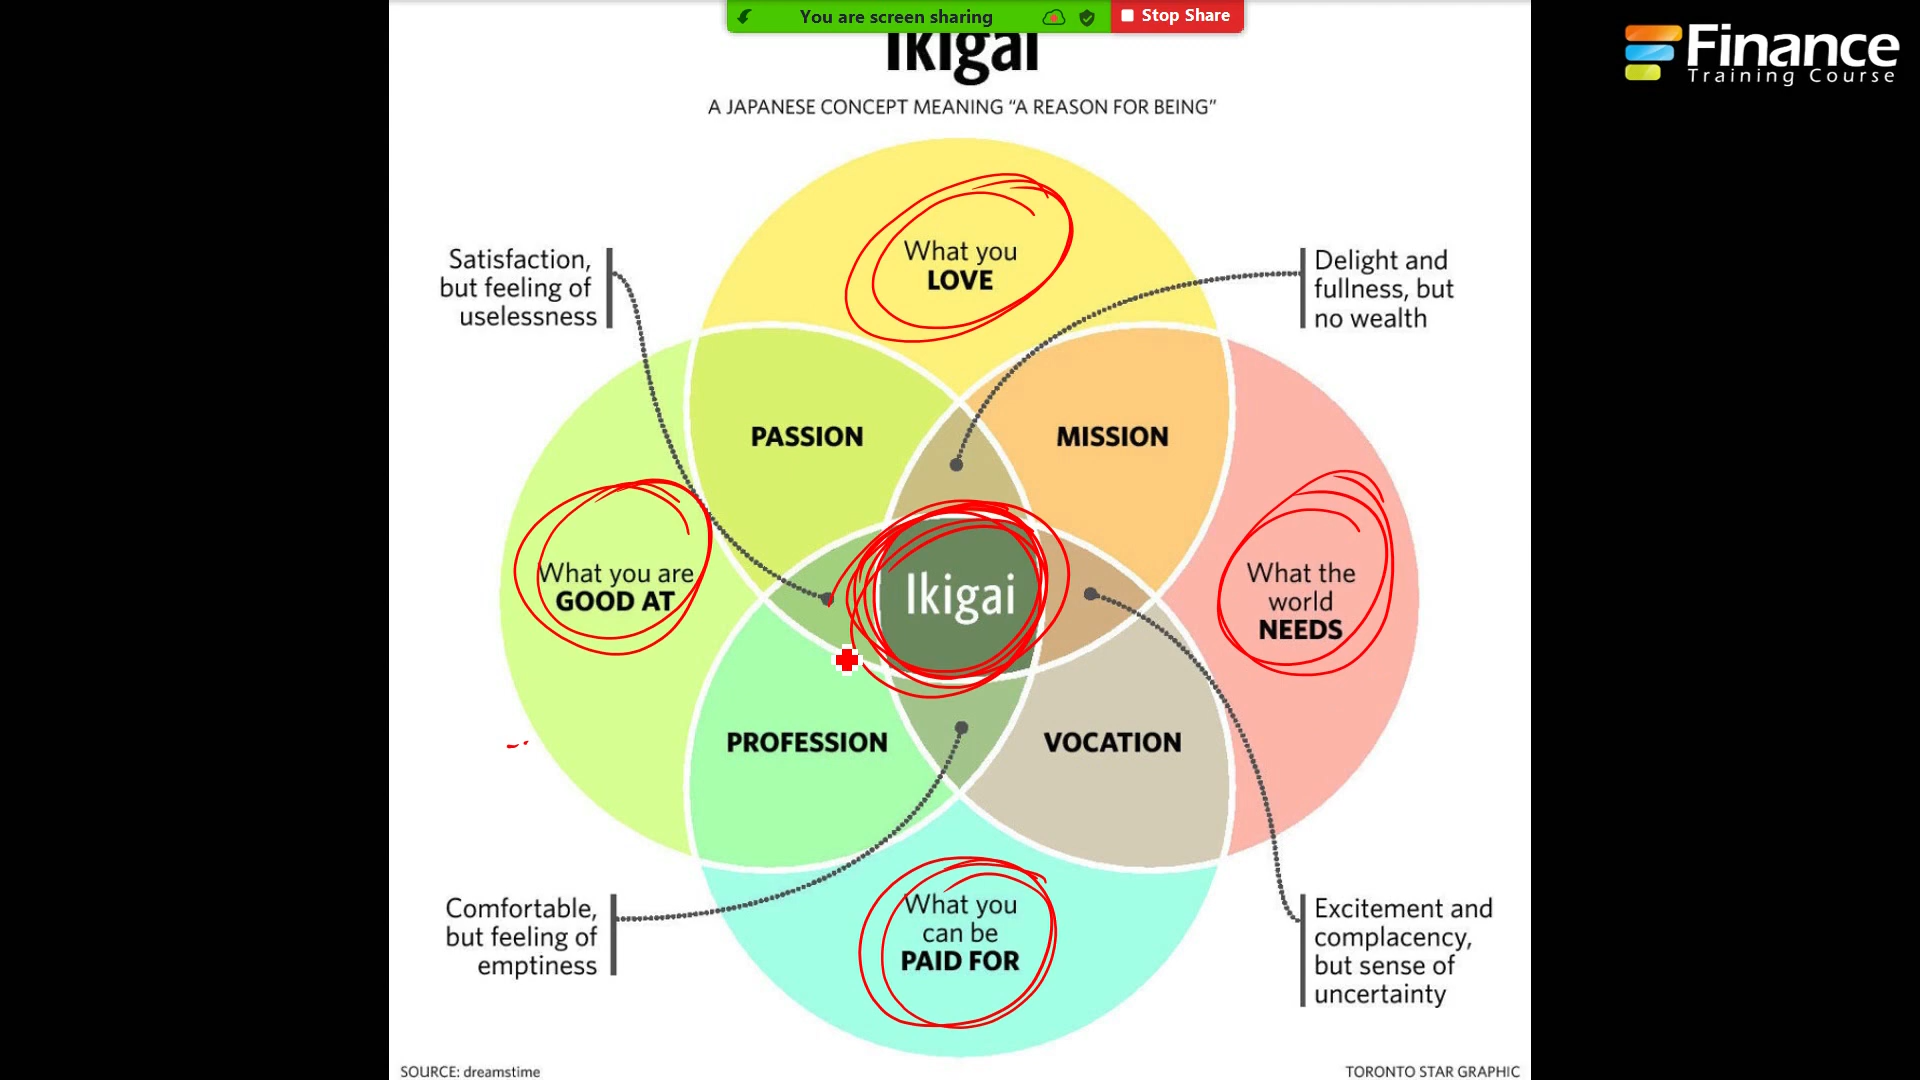 You are screen sharing
Stop Share
Finance
Training Course
Ikigai
A JAPANESE CONCEPT MEANING “A REASON FOR BEING”
What you
LOVE
Satisfaction,
but feeling of
uselessness
Delight and
fullness, but
no wealth
PASSION
MISSION
What you are
GOOD AT
Ikigai
What the
world
NEEDS
PROFESSION
VOCATION
What you
can be
PAID FOR
Comfortable,
but feeling of
emptiness
Excitement and
complacency,
but sense of
uncertainty
SOURCE: dreamstime
TORONTO STAR GRAPHIC